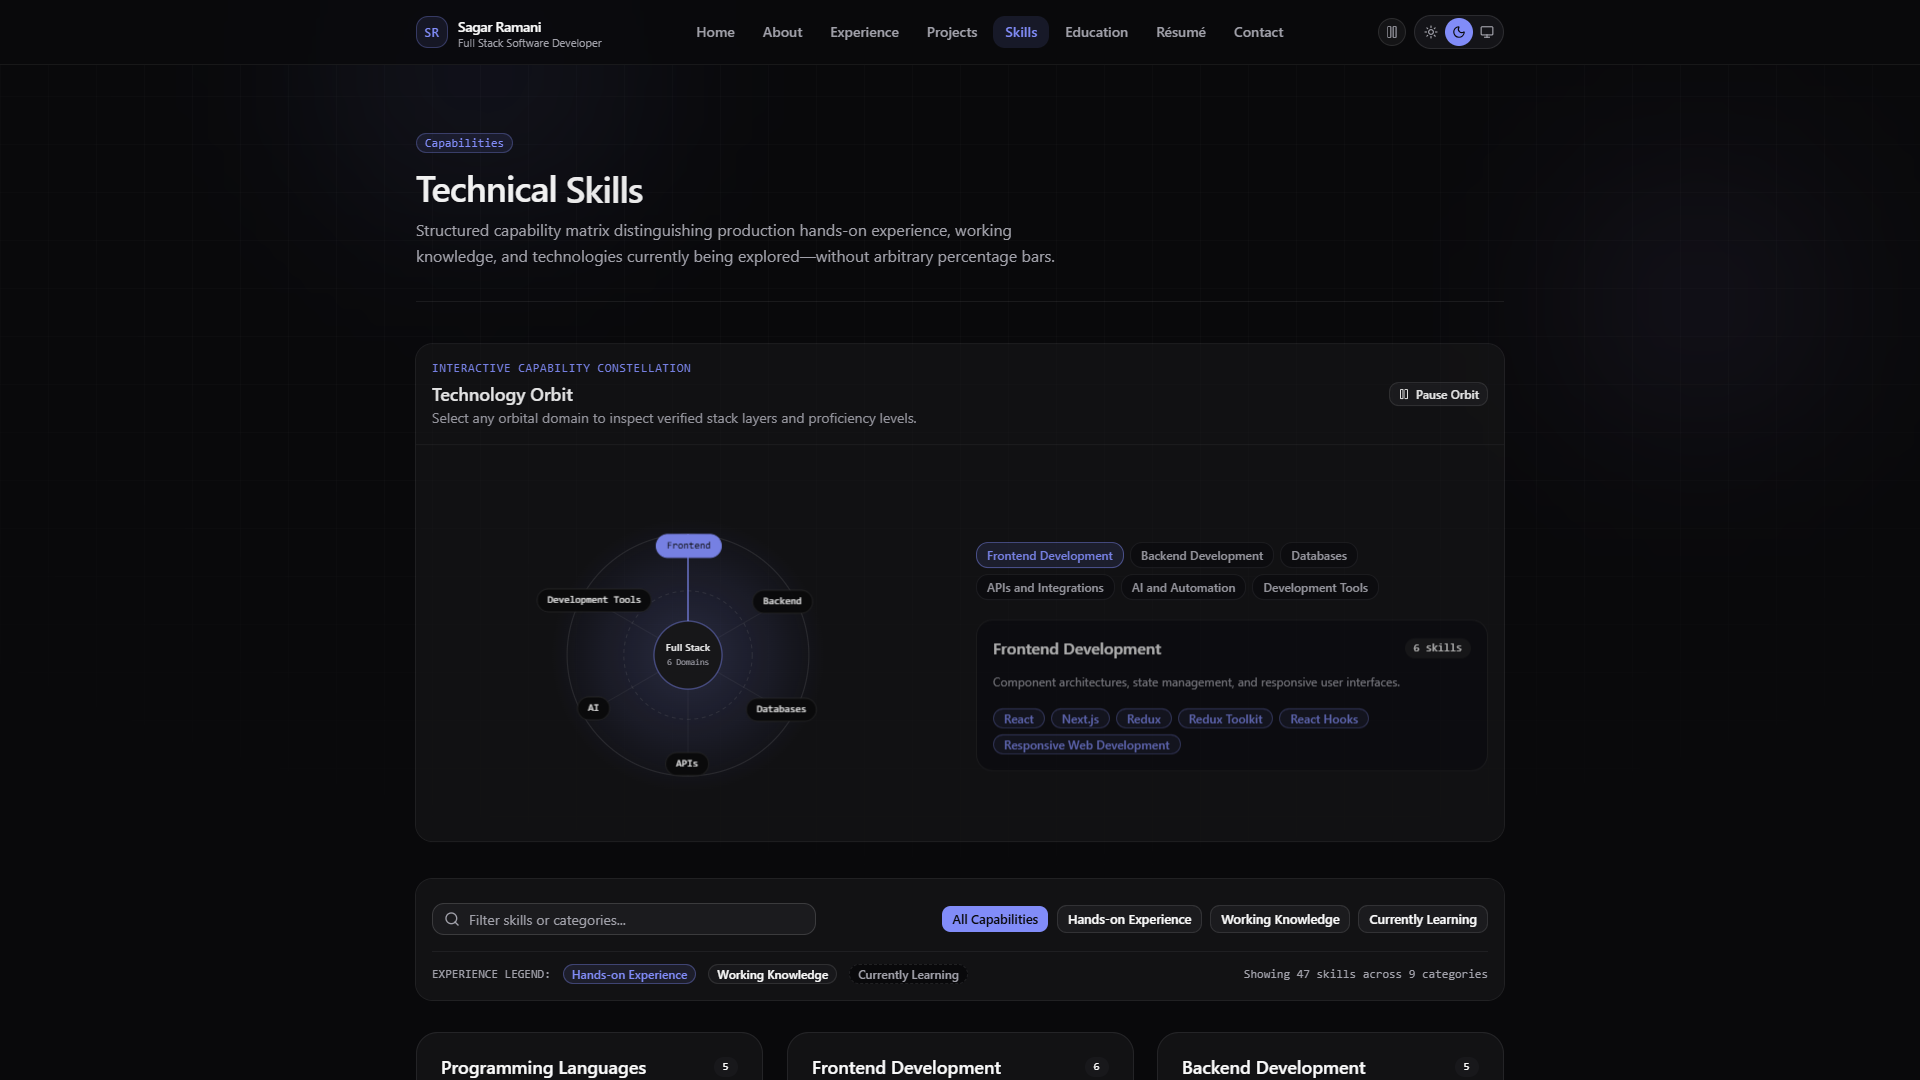 SR
Sagar Ramani
Full Stack Software Developer
Home About Experience Projects Skills Education Résumé Contact
Capabilities
Technical Skills
Structured capability matrix distinguishing production hands-on experience, working
knowledge, and technologies currently being explored—without arbitrary percentage bars.
INTERACTIVE CAPABILITY CONSTELLATION
Technology Orbit
Select any orbital domain to inspect verified stack layers and proficiency levels.
Pause Orbit
Frontend
Development Tools
Backend
Full Stack
6 Domains
AI
Databases
APIs
Frontend Development Backend Development Databases
APIs and Integrations AI and Automation Development Tools
Frontend Development 6 skills
Component architectures, state management, and responsive user interfaces.
React Next.js Redux Redux Toolkit React Hooks
Responsive Web Development
Filter skills or categories...
All Capabilities Hands-on Experience Working Knowledge Currently Learning
EXPERIENCE LEGEND: Hands-on Experience Working Knowledge Currently Learning
Showing 47 skills across 9 categories
Programming Languages 5
Frontend Development 6
Backend Development 5